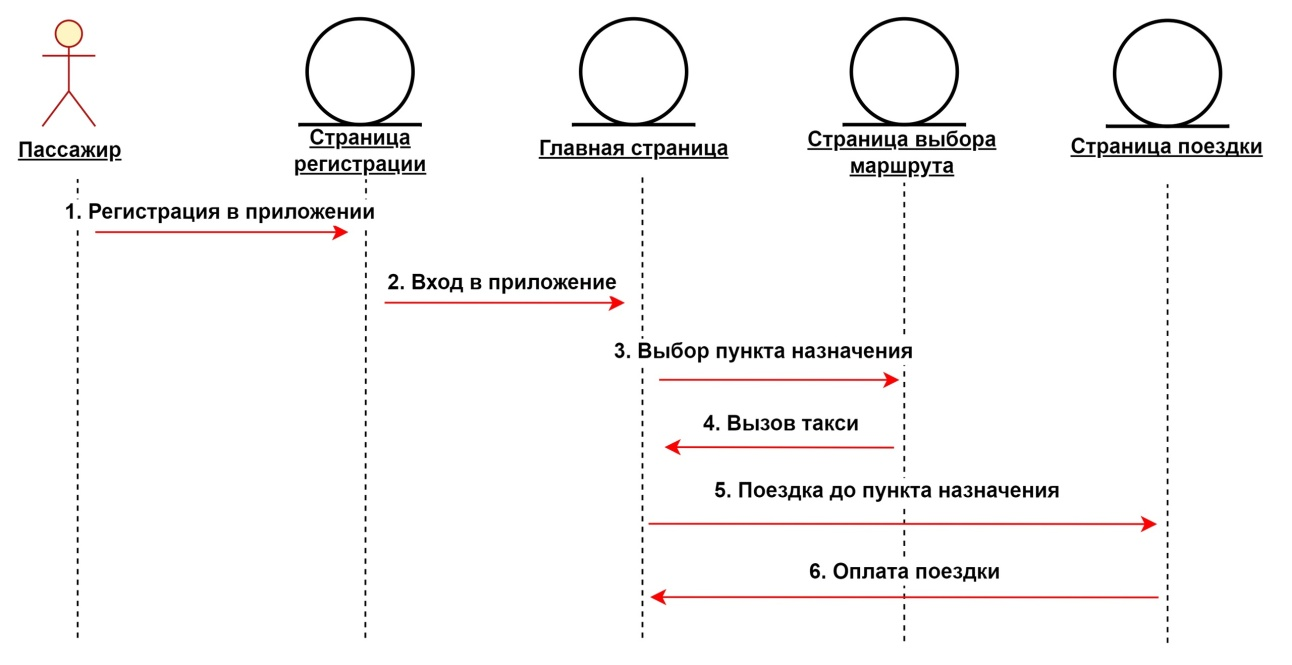 Пассажир
Страница
регистрации
Главная страница
Страница выбора
маршрута
Страница поездки
1. Регистрация в приложении
2. Вход в приложение
3. Выбор пункта назначения
4. Вызов такси
5. Поездка до пункта назначения
6. Оплата поездки